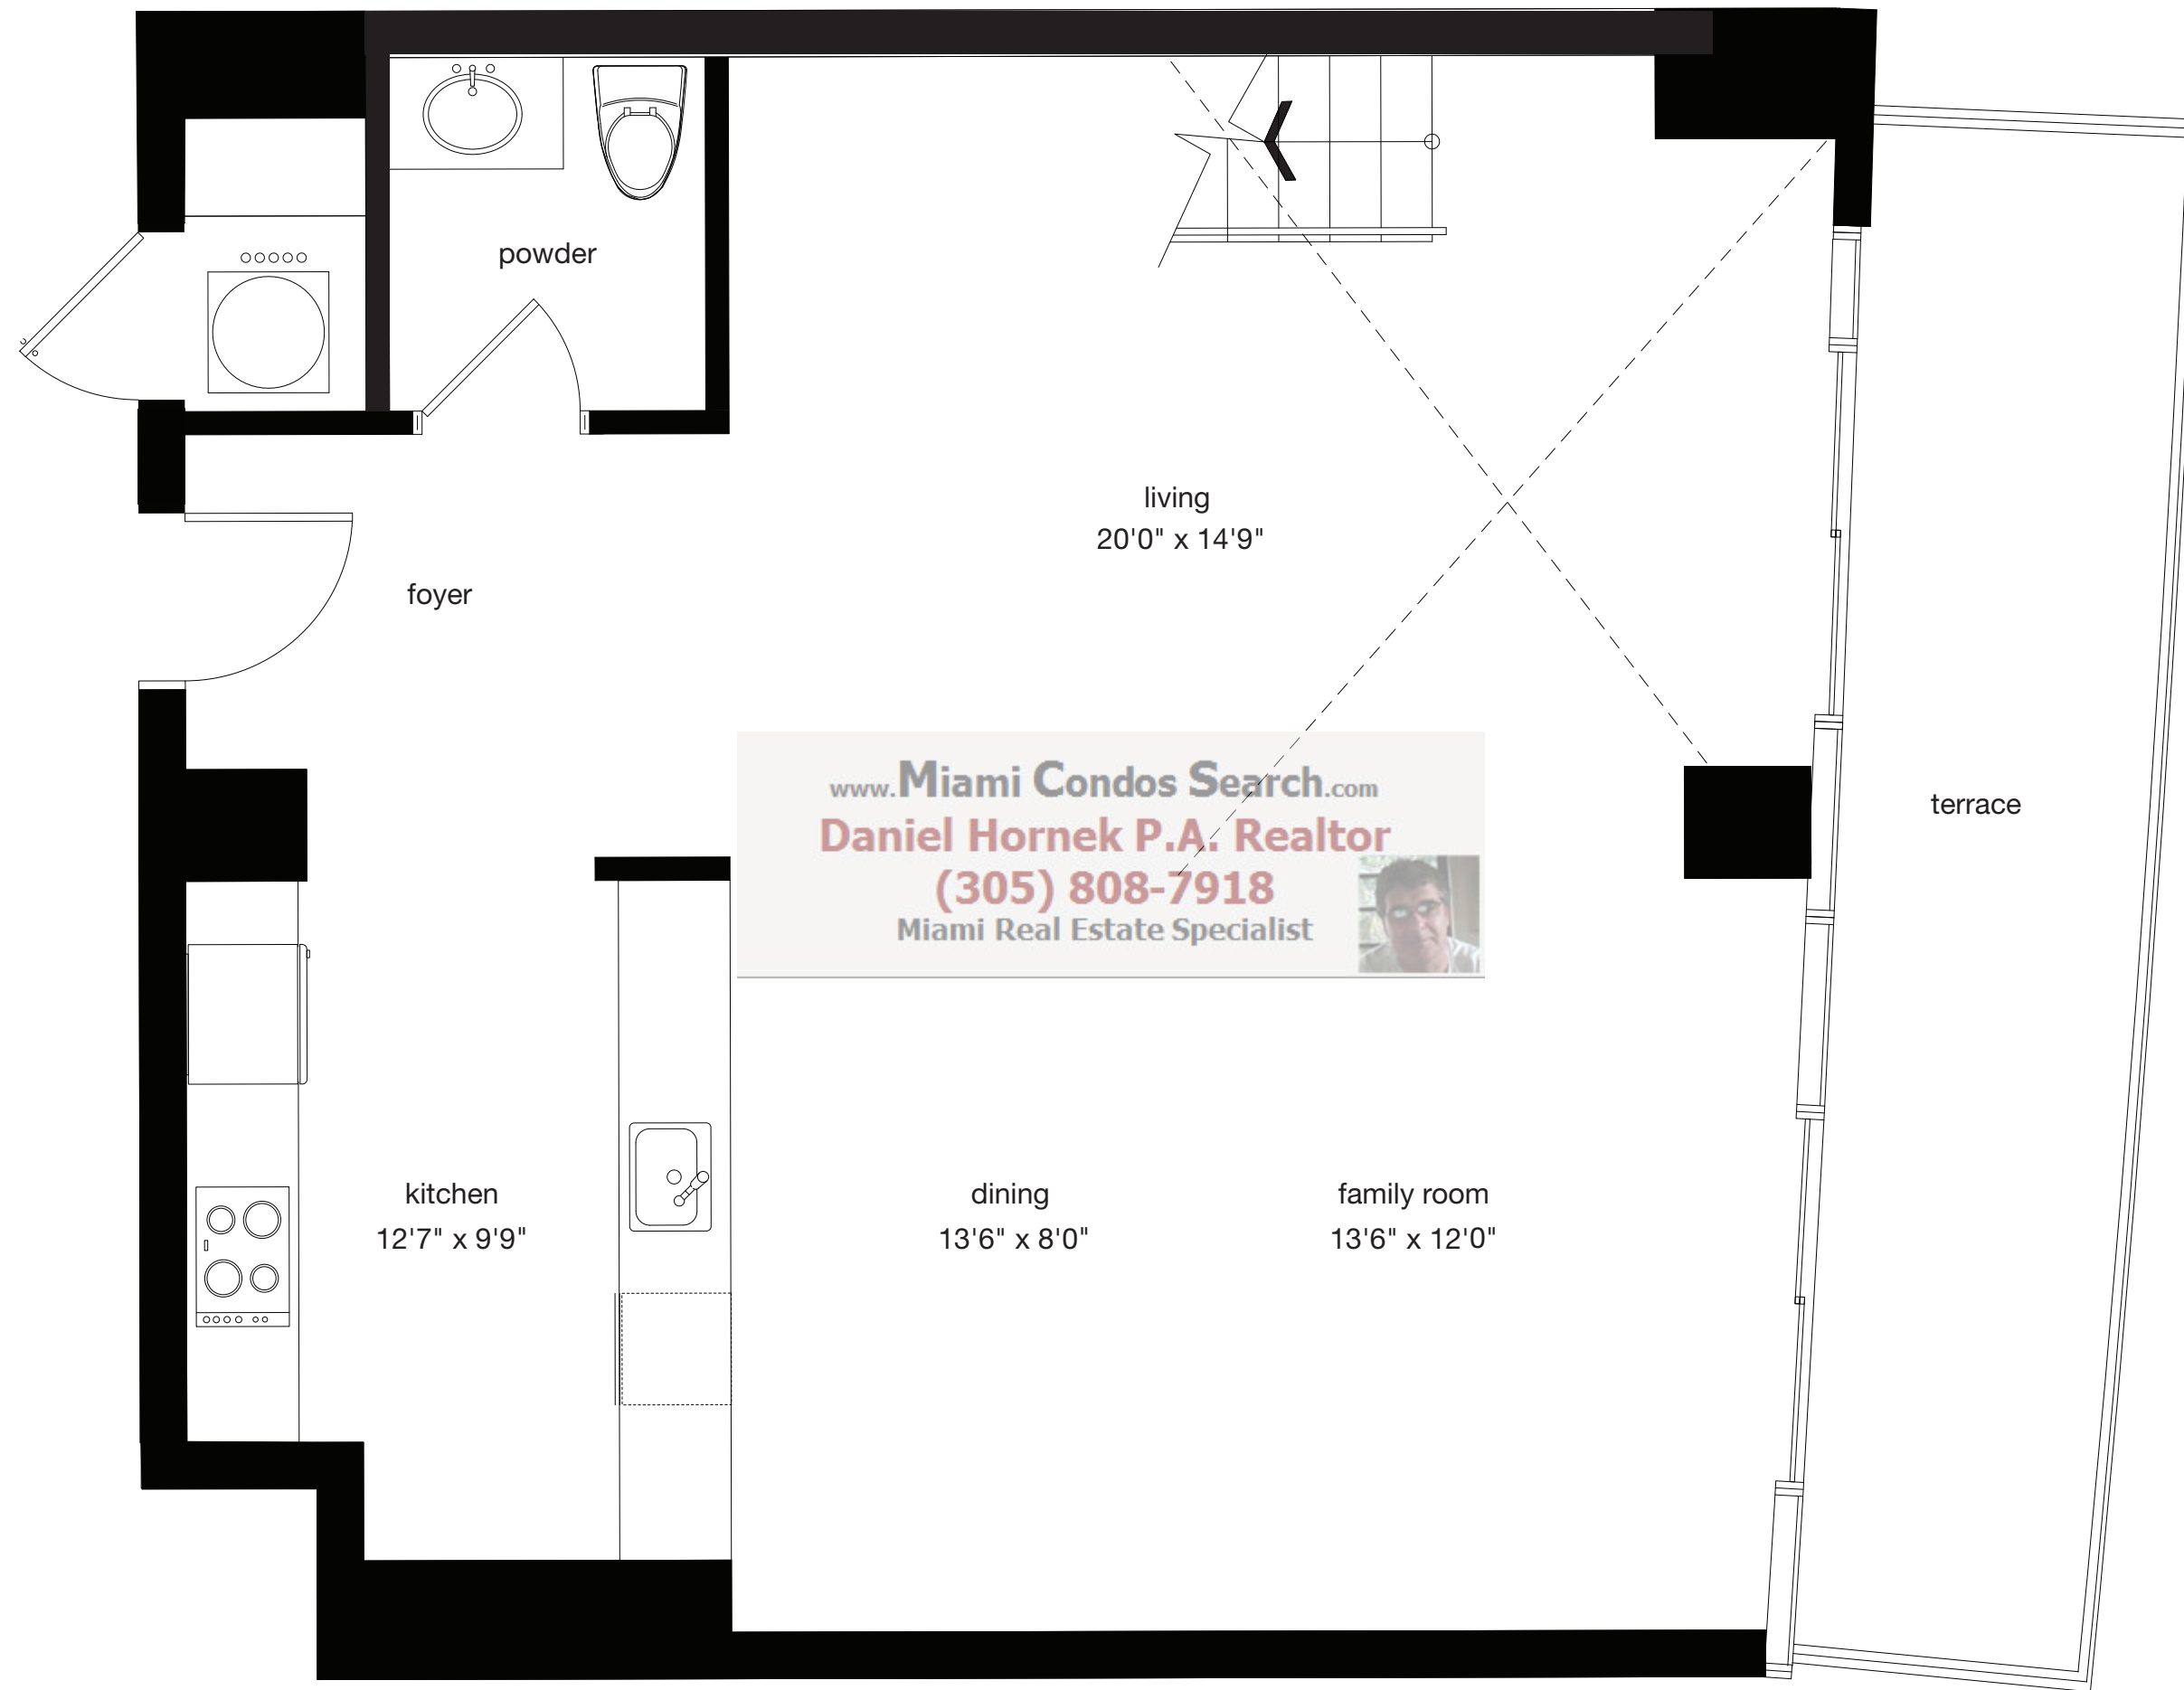 powder
living
20'0" x 14'9"
foyer
www.Miami Condos Search.com
Daniel Hornek P.A. Realtor
(305) 808-7918
Miami Real Estate Specialist
terrace
kitchen
12'7" x 9'9"
dining
13'6" x 8'0"
family room
13'6" x 12'0"